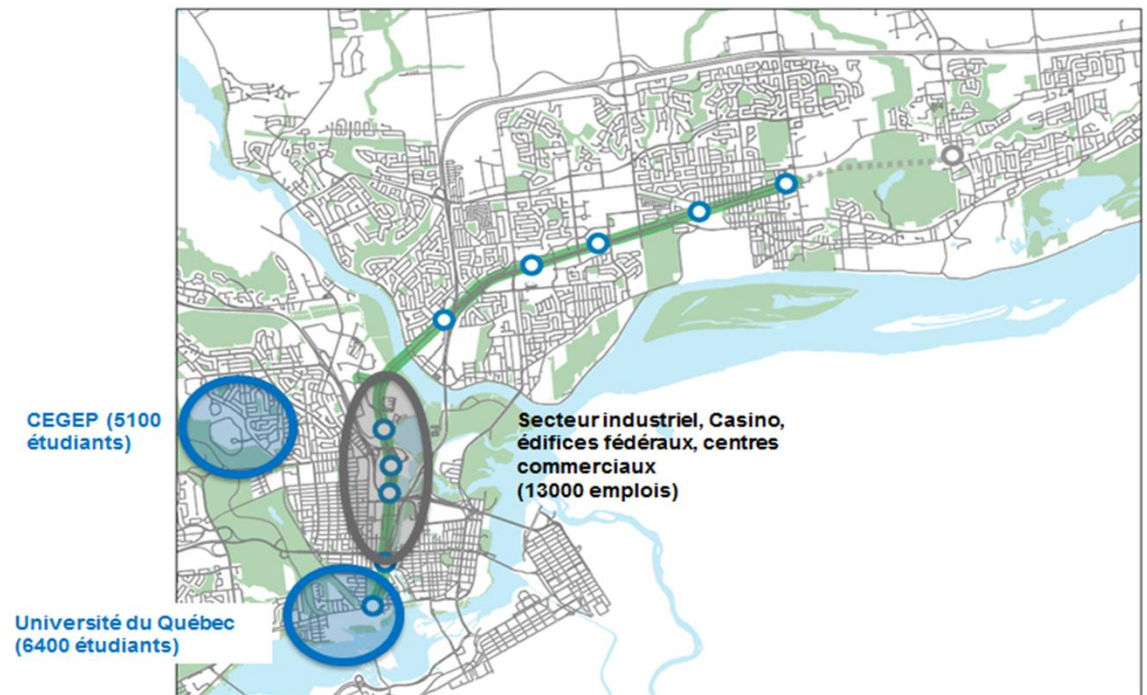 CEGEP (5100
étudiants)
Secteur industriel, Casino,
édifices fédéraux, centres
commerciaux
(13000 emplois)
Université du Québec
(6400 étudiants)